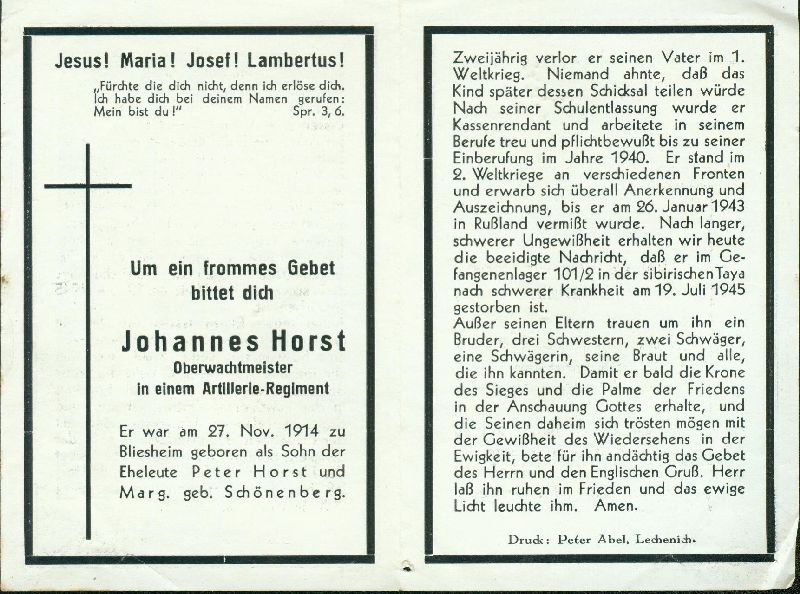 Jesus! Maria! Josef! Lambertus!
„Fürchte die dich nicht, denn ich erlöse dich.
Ich habe dich bei deinem Namen gerufen:
Mein bist du!" Spr. 3, 6.
Um ein frommes Gebet
bittet dich
Johannes Horst
Oberwachtmeister
in einem Artillerie-Regiment
Er war am 27. Nov. 1914 zu
Bliesheim geboren als Sohn der
Eheleute Peter Horst und
Marg. geb. Schönenberg.
Zweijährig verlor er seinen Vater im 1.
Weltkrieg. Niemand ahnte, daß das
Kind später dessen Schicksal teilen würde
Nach seiner Schulentlassung wurde er
Kassenrendant und arbeitete in seinem
Berufe treu und pflichtbewußt bis zu seiner
Einberufung im Jahre 1940. Er stand im
2. Weltkriege an verschiedenen Fronten
und erwarb sich überall Anerkennung und
Auszeichnung, bis er am 26. Januar 1943
in Rußland vermißt wurde. Nach langer,
schwerer Ungewißheit erhalten wir heute
die beeidigte Nachricht, daß er im Ge-
fangenenlager 101/2 in der sibirischen Taya
nach schwerer Krankheit am 19. Juli 1945
gestorben ist.
Außer seinen Eltern trauen um ihn ein
Bruder, drei Schwestern, zwei Schwäger,
eine Schwägerin, seine Braut und alle,
die ihn kannten. Damit er bald die Krone
des Sieges und die Palme der Friedens
in der Anschauung Gottes erhalte, und
die Seinen daheim sich trösten mögen mit
der Gewißheit des Wiedersehens in der
Ewigkeit, bete für ihn andächtig das Gebet
des Herrn und den Englischen Gruß. Herr
laß ihn ruhen im Frieden und das ewige
Licht leuchte ihm. Amen.
Druck: Peter Abel, Lechenich.